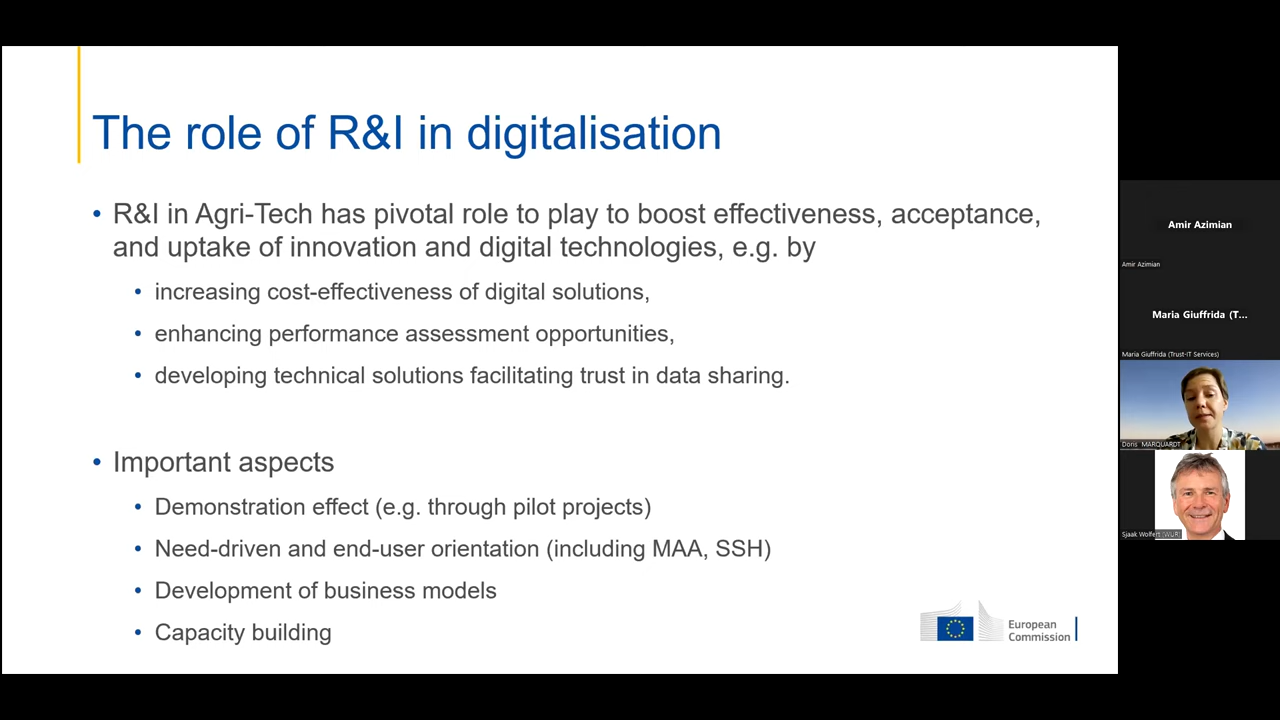 The role of R&I in digitalisation
• R&I in Agri-Tech has pivotal role to play to boost effectiveness, acceptance,
and uptake of innovation and digital technologies, e.g. by
• increasing cost-effectiveness of digital solutions,
• enhancing performance assessment opportunities,
• developing technical solutions facilitating trust in data sharing.
• Important aspects
• Demonstration effect (e.g. through pilot projects)
• Need-driven and end-user orientation (including MAA, SSH)
• Development of business models
• Capacity building
European
Commission
Amir Azimian
Amir Azimian
Maria Giuffrida (T...
Maria Giuffrida (Trust-IT Services)
Doris MARQUARDT
Sjaak Wolfert (WUR)